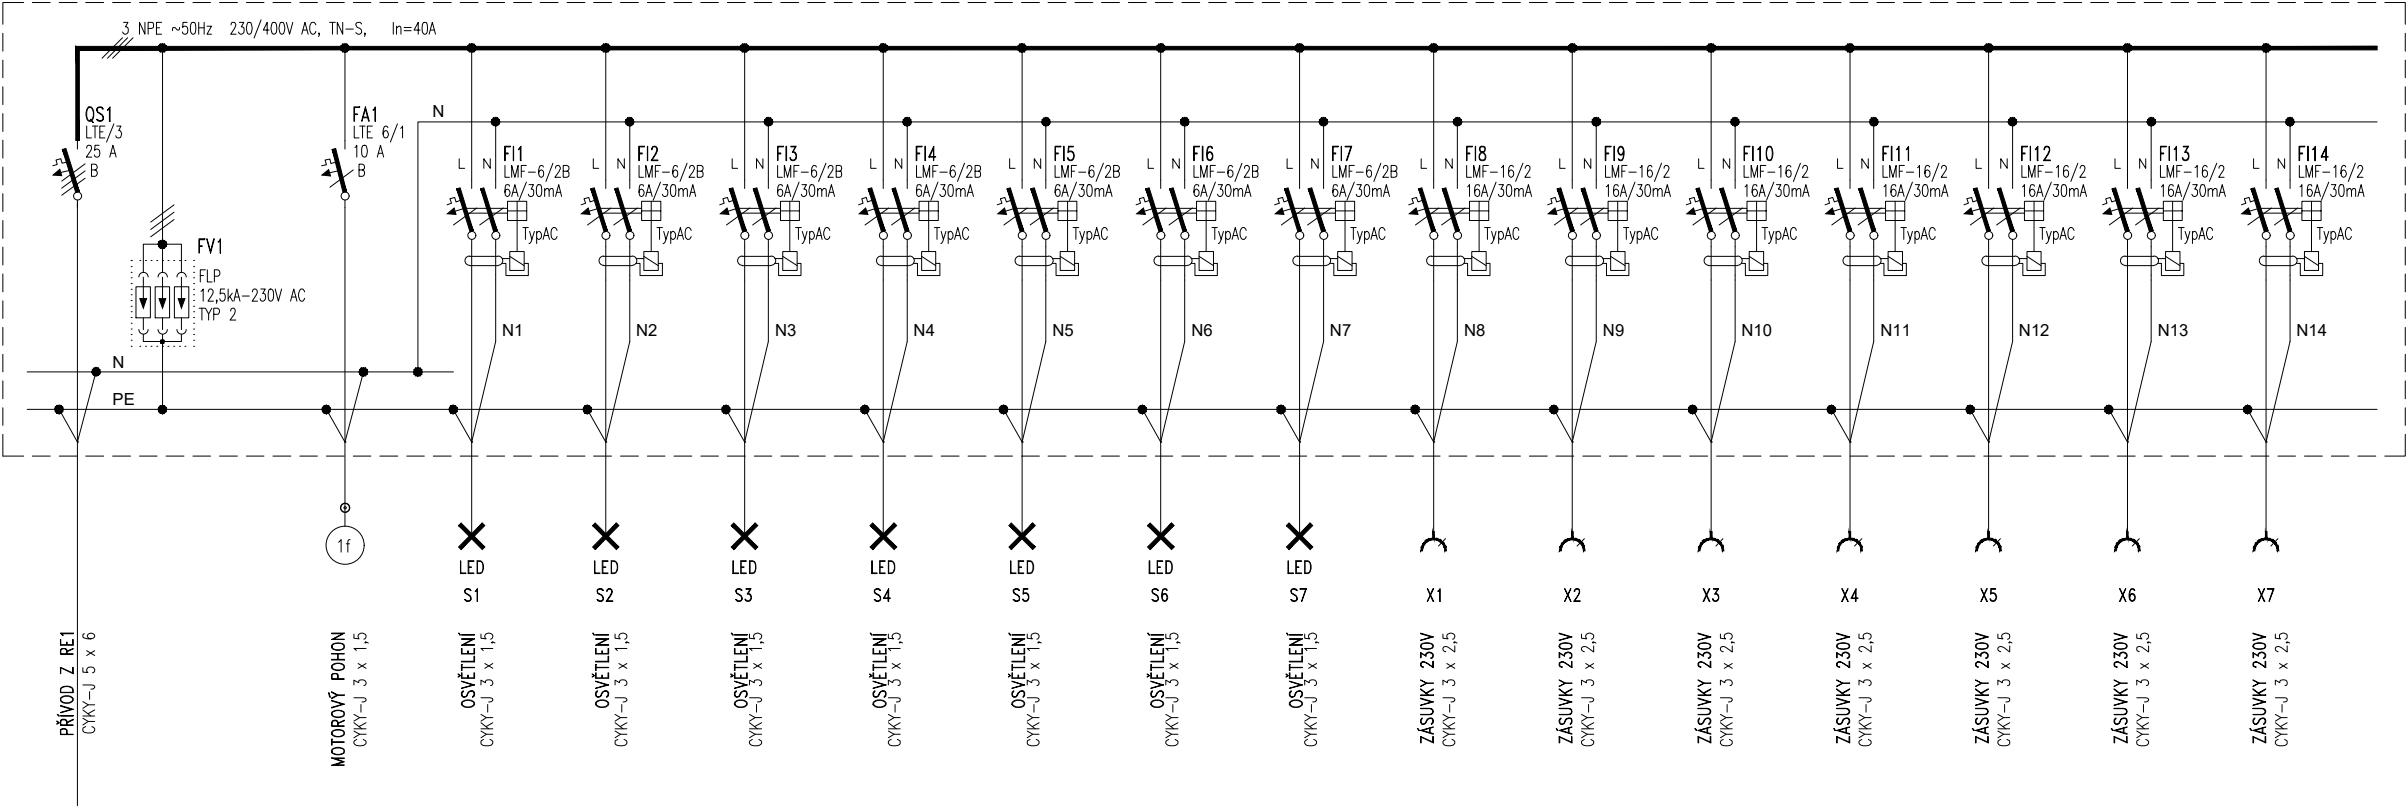 3 NPE ~50Hz 230/400V AC, TN-S, In=40A
QS1
LTE/3
25 A
B
FV1
FLP
12,5kA-230V AC
TYP 2
FA1
LTE 6/1
10 A
B
N
N
PE
L N
FI1
LMF-6/2B
6A/30mA
TypAC
N1
L N
FI2
LMF-6/2B
6A/30mA
TypAC
N2
L N
FI3
LMF-6/2B
6A/30mA
TypAC
N3
L N
FI4
LMF-6/2B
6A/30mA
TypAC
N4
L N
FI5
LMF-6/2B
6A/30mA
TypAC
N5
L N
FI6
LMF-6/2B
6A/30mA
TypAC
N6
L N
FI7
LMF-6/2B
6A/30mA
TypAC
N7
L N
FI8
LMF-16/2
16A/30mA
TypAC
N8
L N
FI9
LMF-16/2
16A/30mA
TypAC
N9
L N
FI10
LMF-16/2
16A/30mA
TypAC
N10
L N
FI11
LMF-16/2
16A/30mA
TypAC
N11
L N
FI12
LMF-16/2
16A/30mA
TypAC
N12
L N
FI13
LMF-16/2
16A/30mA
TypAC
N13
L N
FI14
LMF-16/2
16A/30mA
TypAC
N14
PŘÍVOD Z RE1
CYKY-J 5 x 6
1f
MOTOROVÝ POHON
CYKY-J 3 x 1,5
LED
S1
OSVĚTLENÍ
CYKY-J 3 x 1,5
LED
S2
OSVĚTLENÍ
CYKY-J 3 x 1,5
LED
S3
OSVĚTLENÍ
CYKY-J 3 x 1,5
LED
S4
OSVĚTLENÍ
CYKY-J 3 x 1,5
LED
S5
OSVĚTLENÍ
CYKY-J 3 x 1,5
LED
S6
OSVĚTLENÍ
CYKY-J 3 x 1,5
LED
S7
OSVĚTLENÍ
CYKY-J 3 x 1,5
X1
ZÁSUVKY 230V
CYKY-J 3 x 2,5
X2
ZÁSUVKY 230V
CYKY-J 3 x 2,5
X3
ZÁSUVKY 230V
CYKY-J 3 x 2,5
X4
ZÁSUVKY 230V
CYKY-J 3 x 2,5
X5
ZÁSUVKY 230V
CYKY-J 3 x 2,5
X6
ZÁSUVKY 230V
CYKY-J 3 x 2,5
X7
ZÁSUVKY 230V
CYKY-J 3 x 2,5